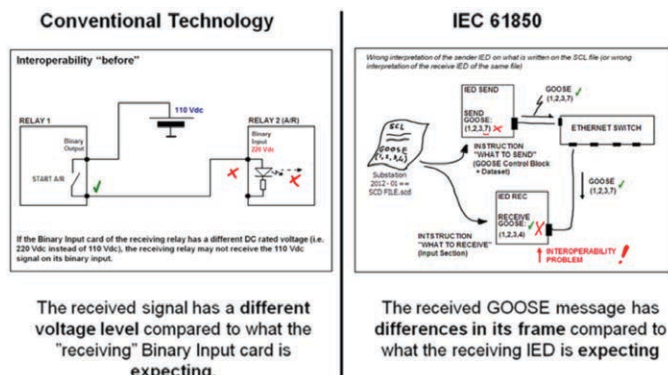 Conventional Technology
Interoperability "before"
110 Vdc
RELAY 1
Binary
Output
START A/R
RELAY 2 (A/R)
Binary
Input
220 Vdc
If the Binary Input card of the receiving relay has a different DC rated voltage (i.e.
220 Vdc instead of 110 Vdc), the receiving relay may not receive the 110 Vdc
signal on its binary input.
The received signal has a different
voltage level compared to what the
"receiving" Binary Input card is
expecting.
IEC 61850
Wrong interpretation of the sender IED on what is written on the SCL file (or wrong
interpretation of the receive IED of the same file)
IED SEND
SEND
GOOSE:
(1,2,3,7)
GOOSE
(1,2,3,7)
ETHERNET SWITCH
SCL
GOOSE
(1,2,3,4)
Substation
2012-01 ==
SCD FILE.scd
INSTRUCTION
"WHAT TO SEND"
(GOOSE Control Block
+ Dataset)
GOOSE
(1,2,3,7)
IED REC
RECEIVE
GOOSE:
(1,2,3,4)
INTSTRUCTION
"WHAT TO RECEIVE"
(Input Section)
INTEROPERABILITY
PROBLEM !
The received GOOSE message has
differences in its frame compared to
what the receiving IED is expecting